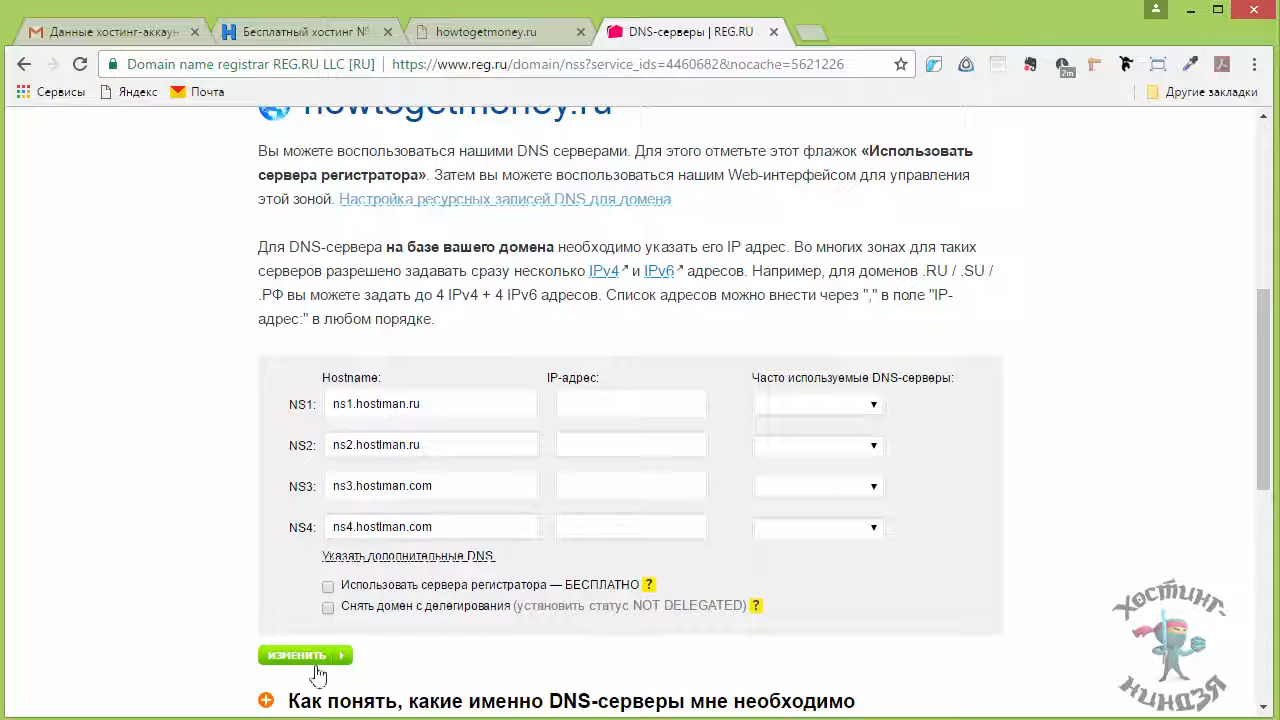 Данные хостинг-аккаун
Бесплатный хостинг №
howtogetmoney.ru
DNS-серверы | REG.RU
Domain name registrar REG.RU LLC [RU]
https://www.reg.ru/domain/nss?service_ids=4460682&nocache=5621226
2m
Сервисы
Яндекс
Почта
Другие закладки
howtogetmoney.ru
Вы можете воспользоваться нашими DNS серверами. Для этого отметьте этот флажок «Использовать
сервера регистратора». Затем вы можете воспользоваться нашим Web-интерфейсом для управления
этой зоной. Настройка ресурсных записей DNS для домена
Для DNS-сервера на базе вашего домена необходимо указать его IP адрес. Во многих зонах для таких
серверов разрешено задавать сразу несколько IPv4 и IPv6 адресов. Например, для доменов .RU / .SU /
.РФ вы можете задать до 4 IPv4 + 4 IPv6 адресов. Список адресов можно внести через "," в поле "IP-
адрес:" в любом порядке.
Hostname:
IP-адрес:
Часто используемые DNS-серверы:
NS1:
ns1.hostiman.ru
NS2:
ns2.hostiman.ru
NS3:
ns3.hostiman.com
NS4:
ns4.hostiman.com
Указать дополнительные DNS
Использовать сервера регистратора — БЕСПЛАТНО ?
Снять домен с делегирования (установить статус NOT DELEGATED) ?
ИЗМЕНИТЬ
Как понять, какие именно DNS-серверы мне необходимо
ХОСТИНГ-
НИНДЗЯ